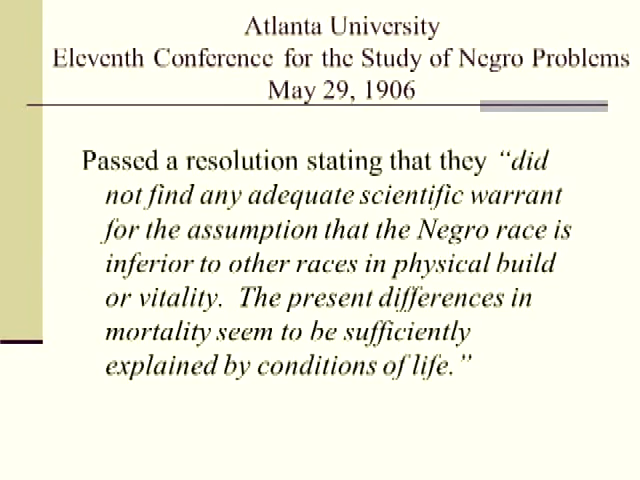 Atlanta University
Eleventh Conference for the Study of Negro Problems
May 29, 1906
Passed a resolution stating that they “did
not find any adequate scientific warrant
for the assumption that the Negro race is
inferior to other races in physical build
or vitality. The present differences in
mortality seem to be sufficiently
explained by conditions of life.”